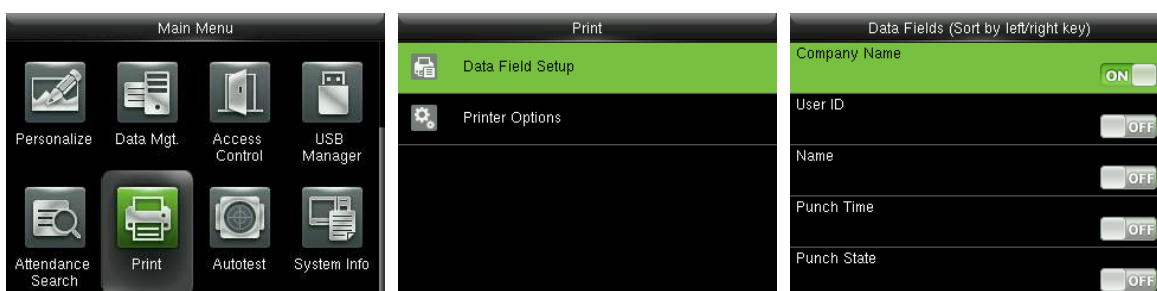 Main Menu
Personalize
Data Mgt.
Access
Control
USB
Manager
Attendance
Search
Print
Autotest
System Info
Print
Data Field Setup
Printer Options
Data Fields (Sort by left/right key)
Company Name
ON
User ID
OFF
Name
OFF
Punch Time
OFF
Punch State
OFF